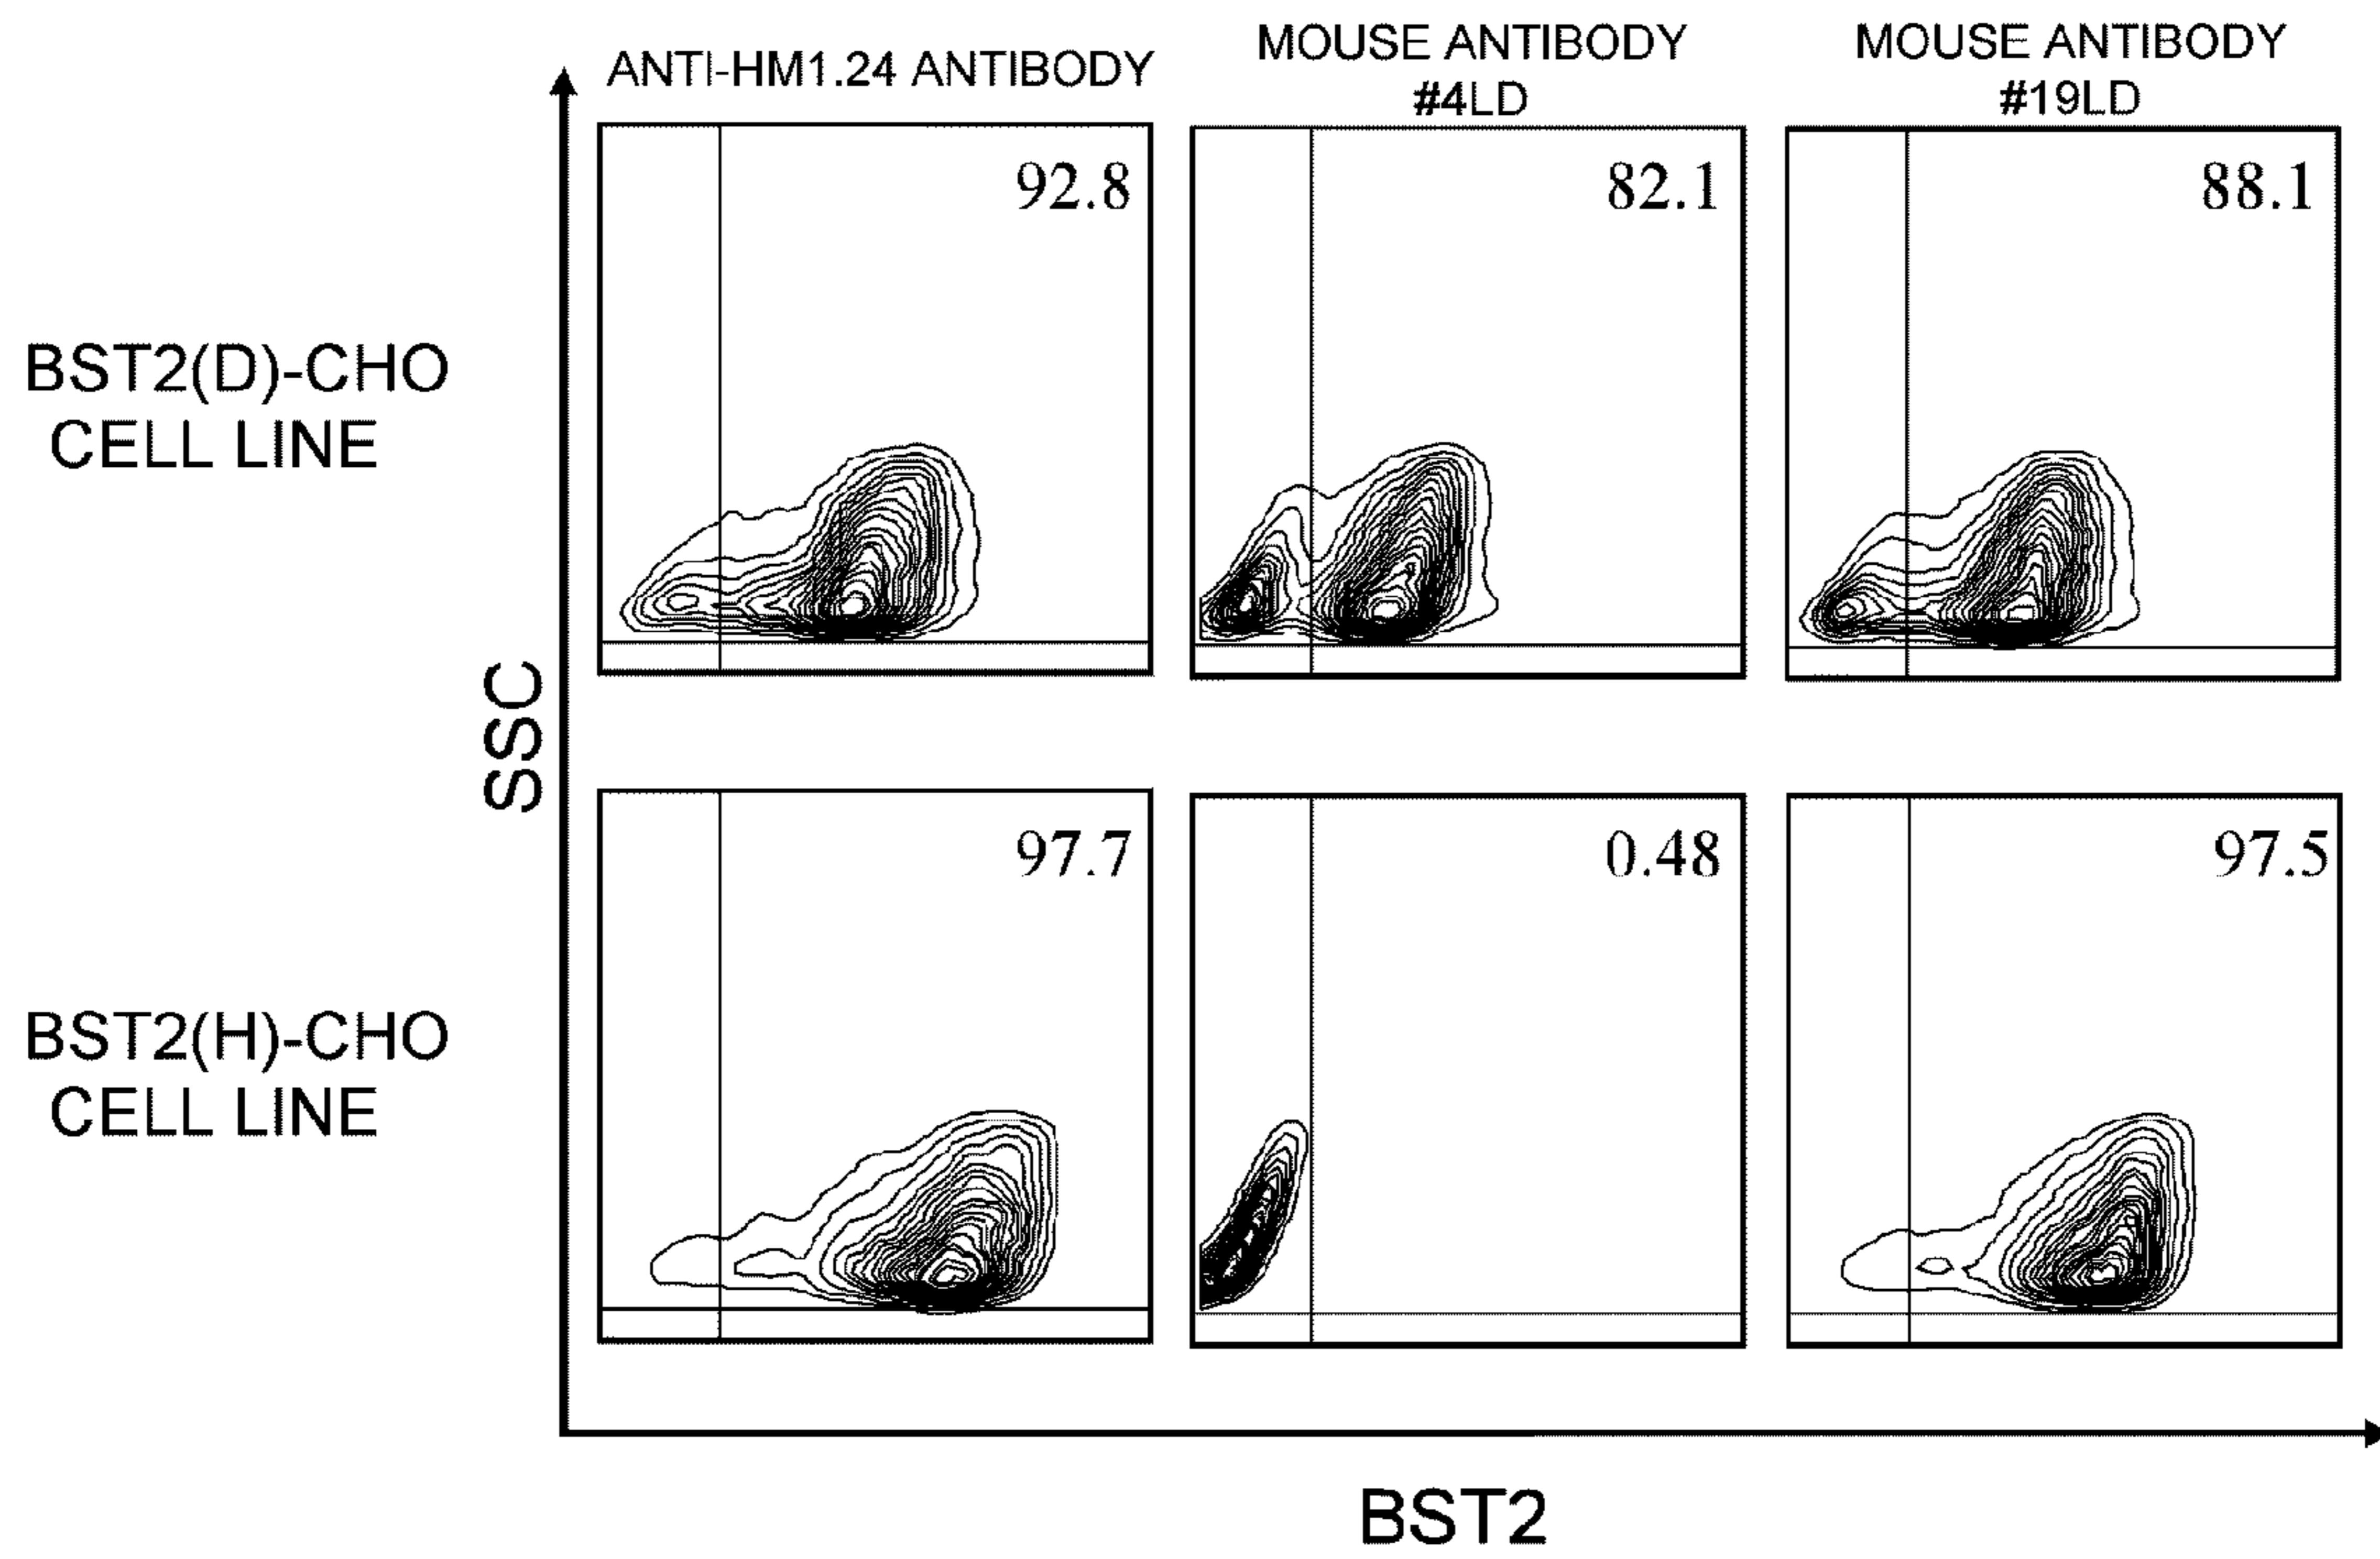 ANTI-HM1.24 ANTIBODY
MOUSE ANTIBODY
#4LD
MOUSE ANTIBODY
#19LD
BST2(D)-CHO
CELL LINE
92.8
82.1
88.1
SSC
BST2(H)-CHO
CELL LINE
97.7
0.48
97.5
BST2